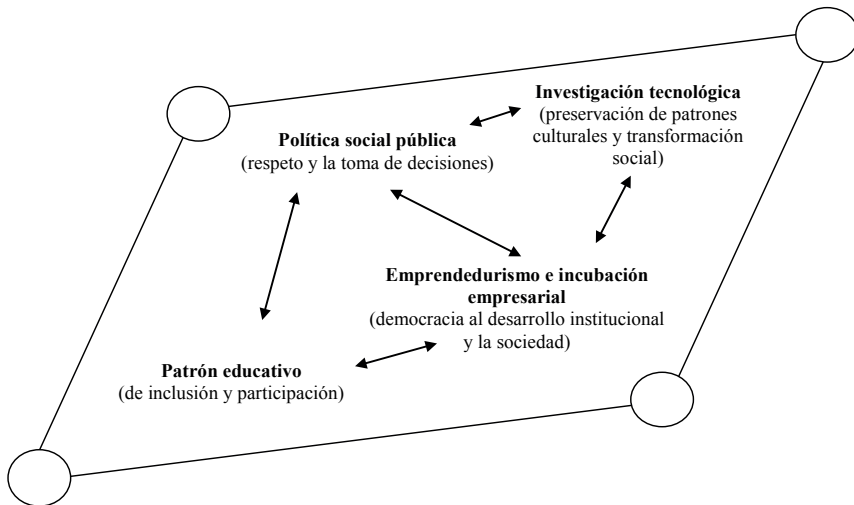 Investigación tecnológica
(preservación de patrones
culturales y transformación
social)
Política social pública
(respeto y la toma de decisiones)
Emprendedurismo e incubación
empresarial
(democracia al desarrollo institucional
y la sociedad)
Patrón educativo
(de inclusión y participación)